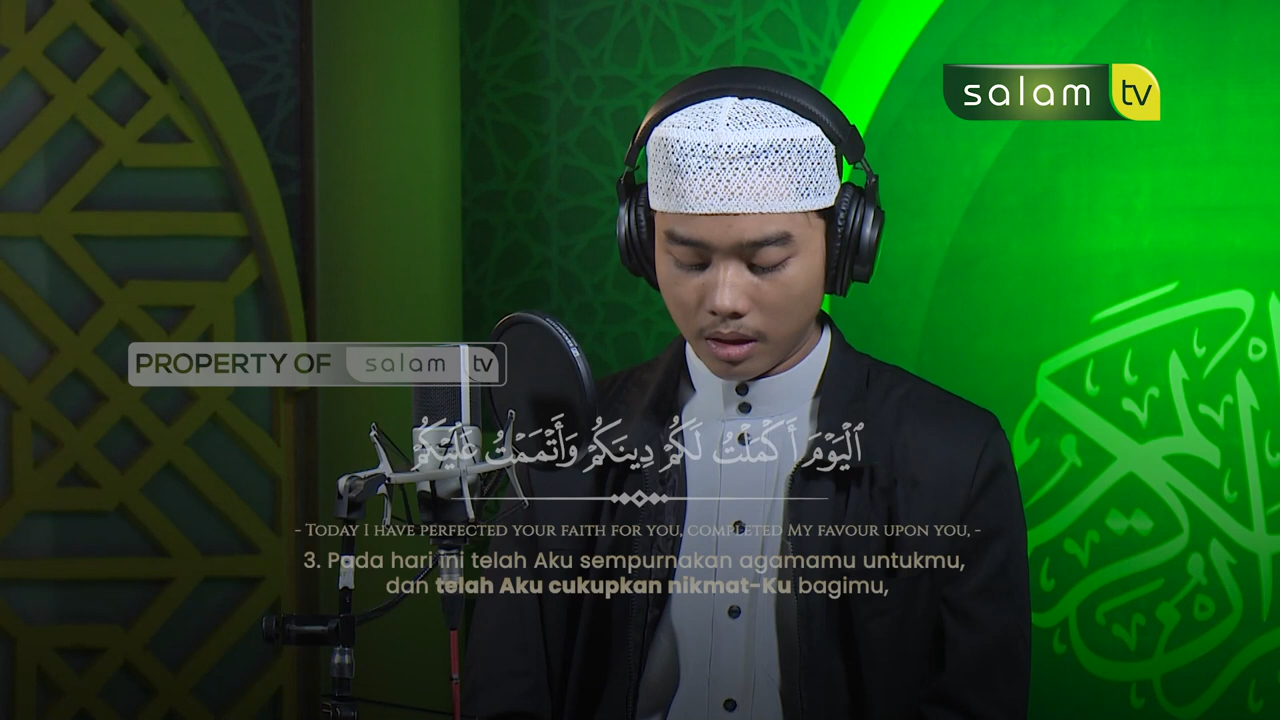 salam tv
PROPERTY OF salam tv
ٱلْيَوْمَ أَكْمَلْتُ لَكُمْ دِينَكُمْ وَأَتْمَمْتُ عَلَيْكُمْ
- Today I have perfected your faith for you, completed My favour upon you, -
3. Pada hari ini telah Aku sempurnakan agamamu untukmu,
dan telah Aku cukupkan nikmat-Ku bagimu,